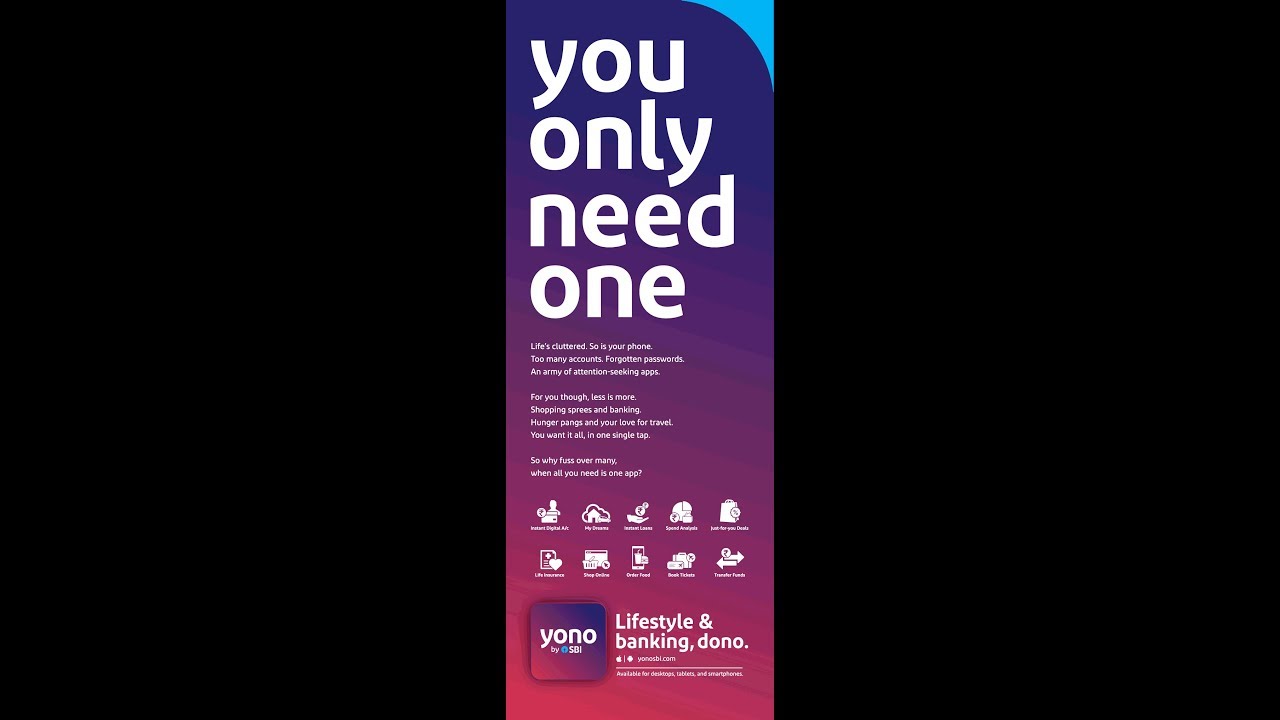 you
only
need
one
Life's cluttered. So is your phone.
Too many accounts. Forgotten passwords.
An army of attention-seeking apps.
For you though, less is more.
Shopping sprees and banking.
Hunger pangs and your love for travel.
You want it all, in one single tap.
So why fuss over many,
when all you need is one app?
Instant Digital A/c My Dreams Instant Loans Spend Analysis Just-for-you Deals
Life Insurance Shop Online Order Food Book Tickets Transfer Funds
yono
by SBI
Lifestyle &
banking, dono.
yonosbi.com
Available for desktops, tablets, and smartphones.